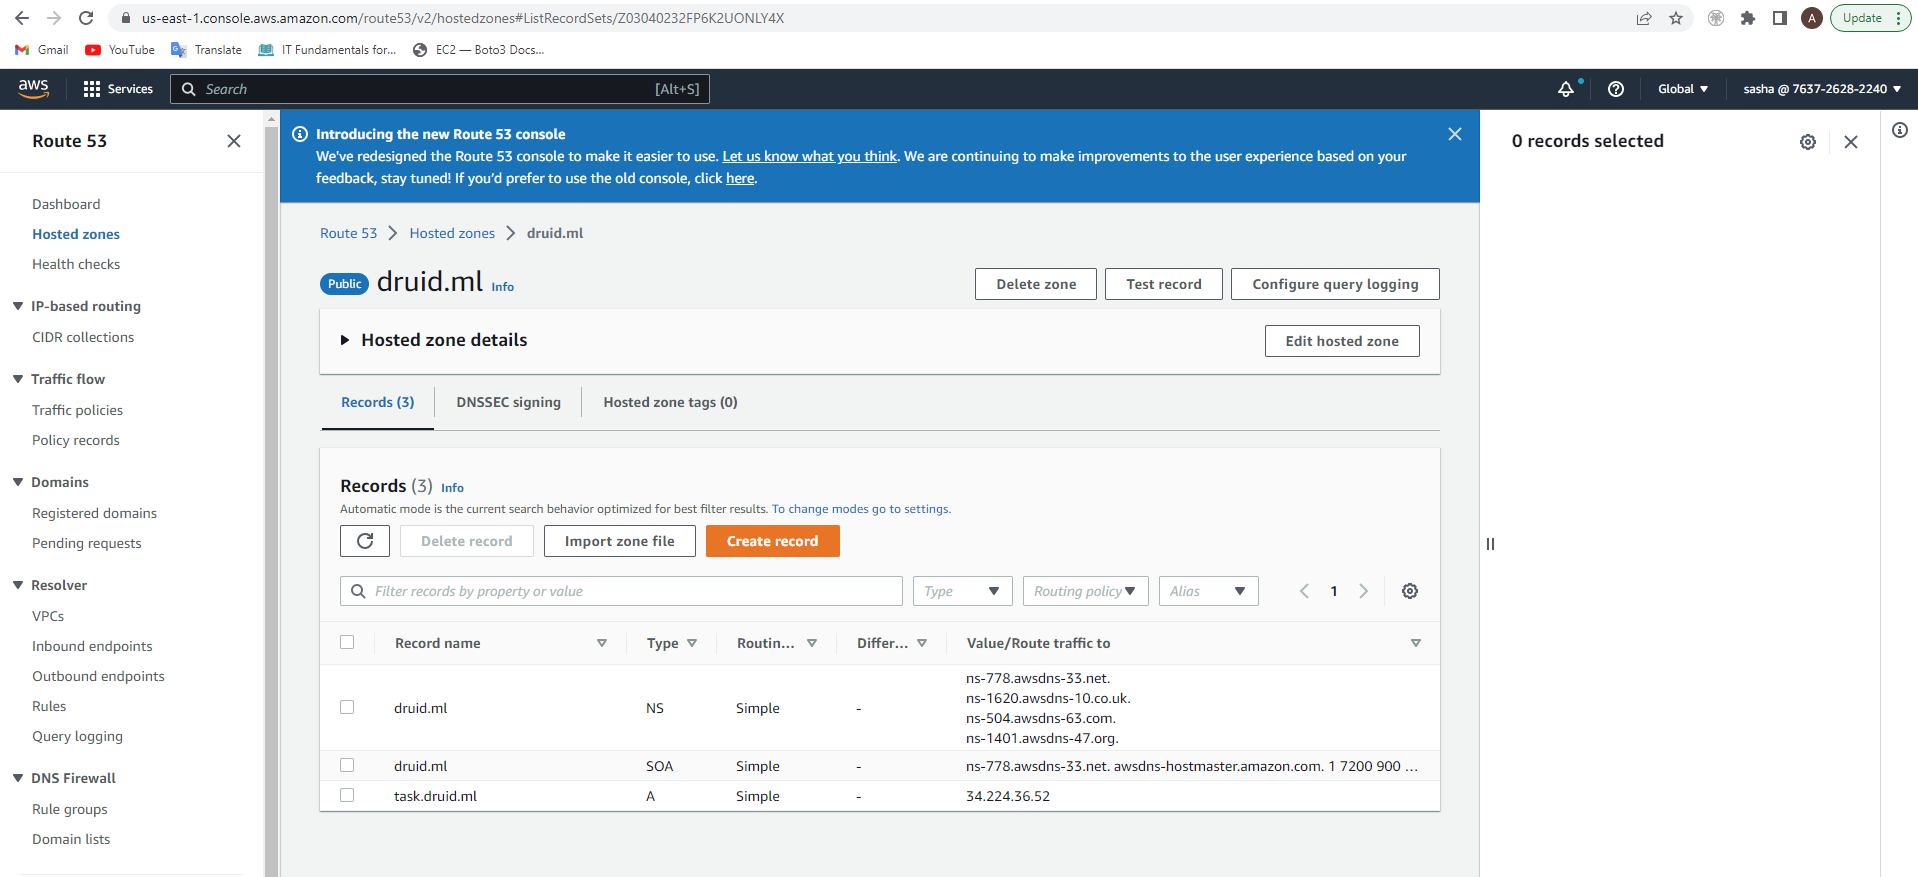 us-east-1.console.aws.amazon.com/route53/v2/hostedzones#ListRecordSets/Z03040232FP6K2UONLY4X
A
Update
Gmail
YouTube
Translate
IT Fundamentals for...
EC2 — Boto3 Docs...
aws
Services
Search
[Alt+S]
Global
sasha @ 7637-2628-2240
Route 53
Dashboard
Hosted zones
Health checks
IP-based routing
CIDR collections
Traffic flow
Traffic policies
Policy records
Domains
Registered domains
Pending requests
Resolver
VPCs
Inbound endpoints
Outbound endpoints
Rules
Query logging
DNS Firewall
Rule groups
Domain lists
Introducing the new Route 53 console
We've redesigned the Route 53 console to make it easier to use. Let us know what you think. We are continuing to make improvements to the user experience based on your
feedback, stay tuned! If you'd prefer to use the old console, click here.
Route 53 > Hosted zones > druid.ml
Public druid.ml Info
Delete zone
Test record
Configure query logging
Hosted zone details
Edit hosted zone
Records (3)
DNSSEC signing
Hosted zone tags (0)
Records (3) Info
Automatic mode is the current search behavior optimized for best filter results. To change modes go to settings.
Delete record
Import zone file
Create record
Filter records by property or value
Type
Routing policy
Alias
1
Record name Type Routin... Differ... Value/Route traffic to
druid.ml NS Simple - ns-778.awsdns-33.net.
ns-1620.awsdns-10.co.uk.
ns-504.awsdns-63.com.
ns-1401.awsdns-47.org.
druid.ml SOA Simple - ns-778.awsdns-33.net. awsdns-hostmaster.amazon.com. 1 7200 900 ...
task.druid.ml A Simple - 34.224.36.52
0 records selected